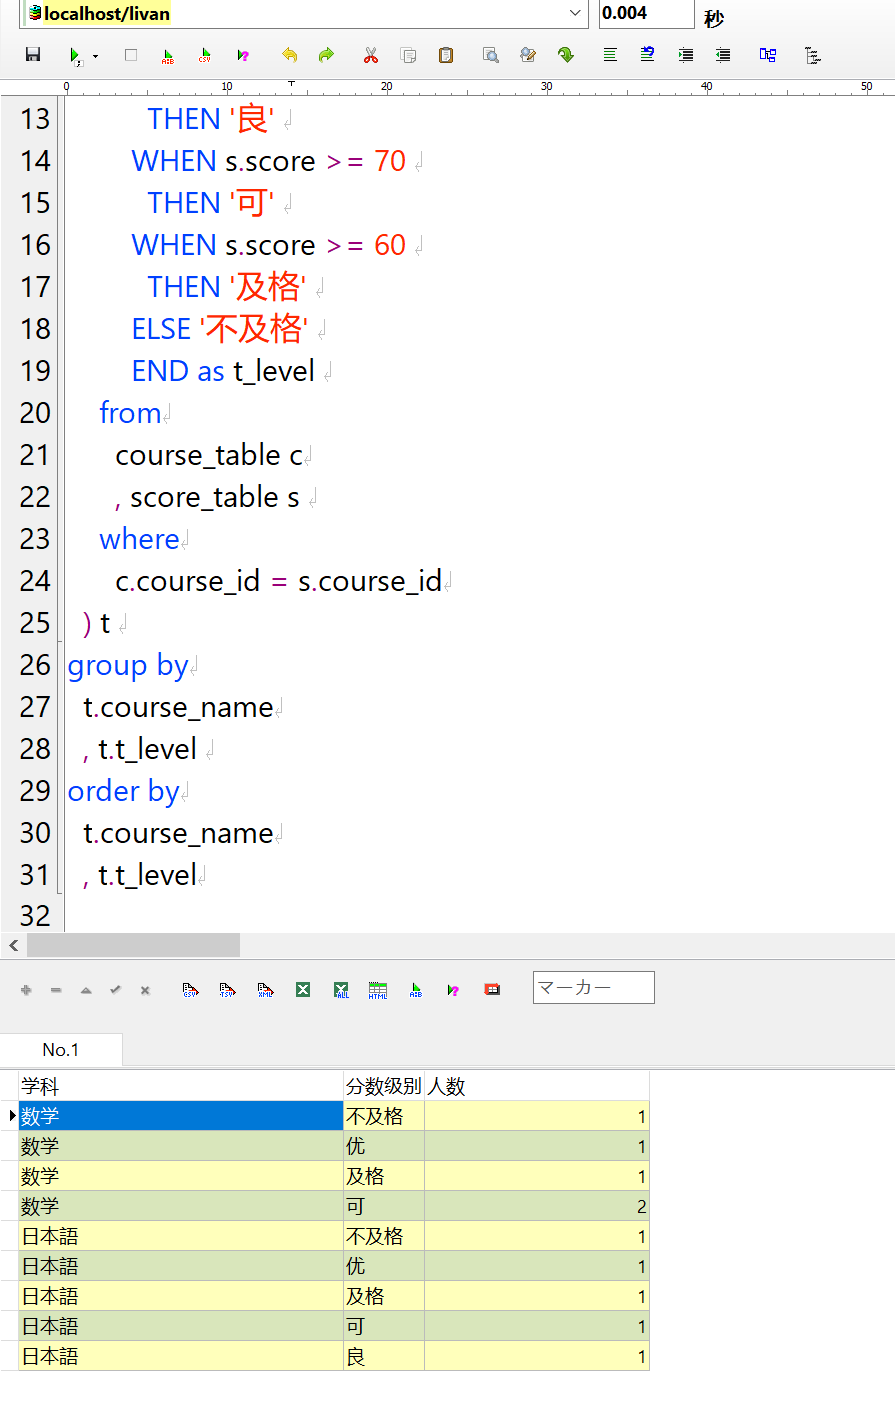 localhost/livan 0.004 秒
0 10 20 30 40 50
13 THEN '良'
14 WHEN s.score >= 70
15 THEN '可'
16 WHEN s.score >= 60
17 THEN '及格'
18 ELSE '不及格'
19 END as t_level
20 from
21 course_table c
22 , score_table s
23 where
24 c.course_id = s.course_id
25 ) t
26 group by
27 t.course_name
28 , t.t_level
29 order by
30 t.course_name
31 , t.t_level
32
マーカー
No.1
学科 分数级别 人数
数学 不及格 1
数学 优 1
数学 及格 1
数学 可 2
日本語 不及格 1
日本語 优 1
日本語 及格 1
日本語 可 1
日本語 良 1